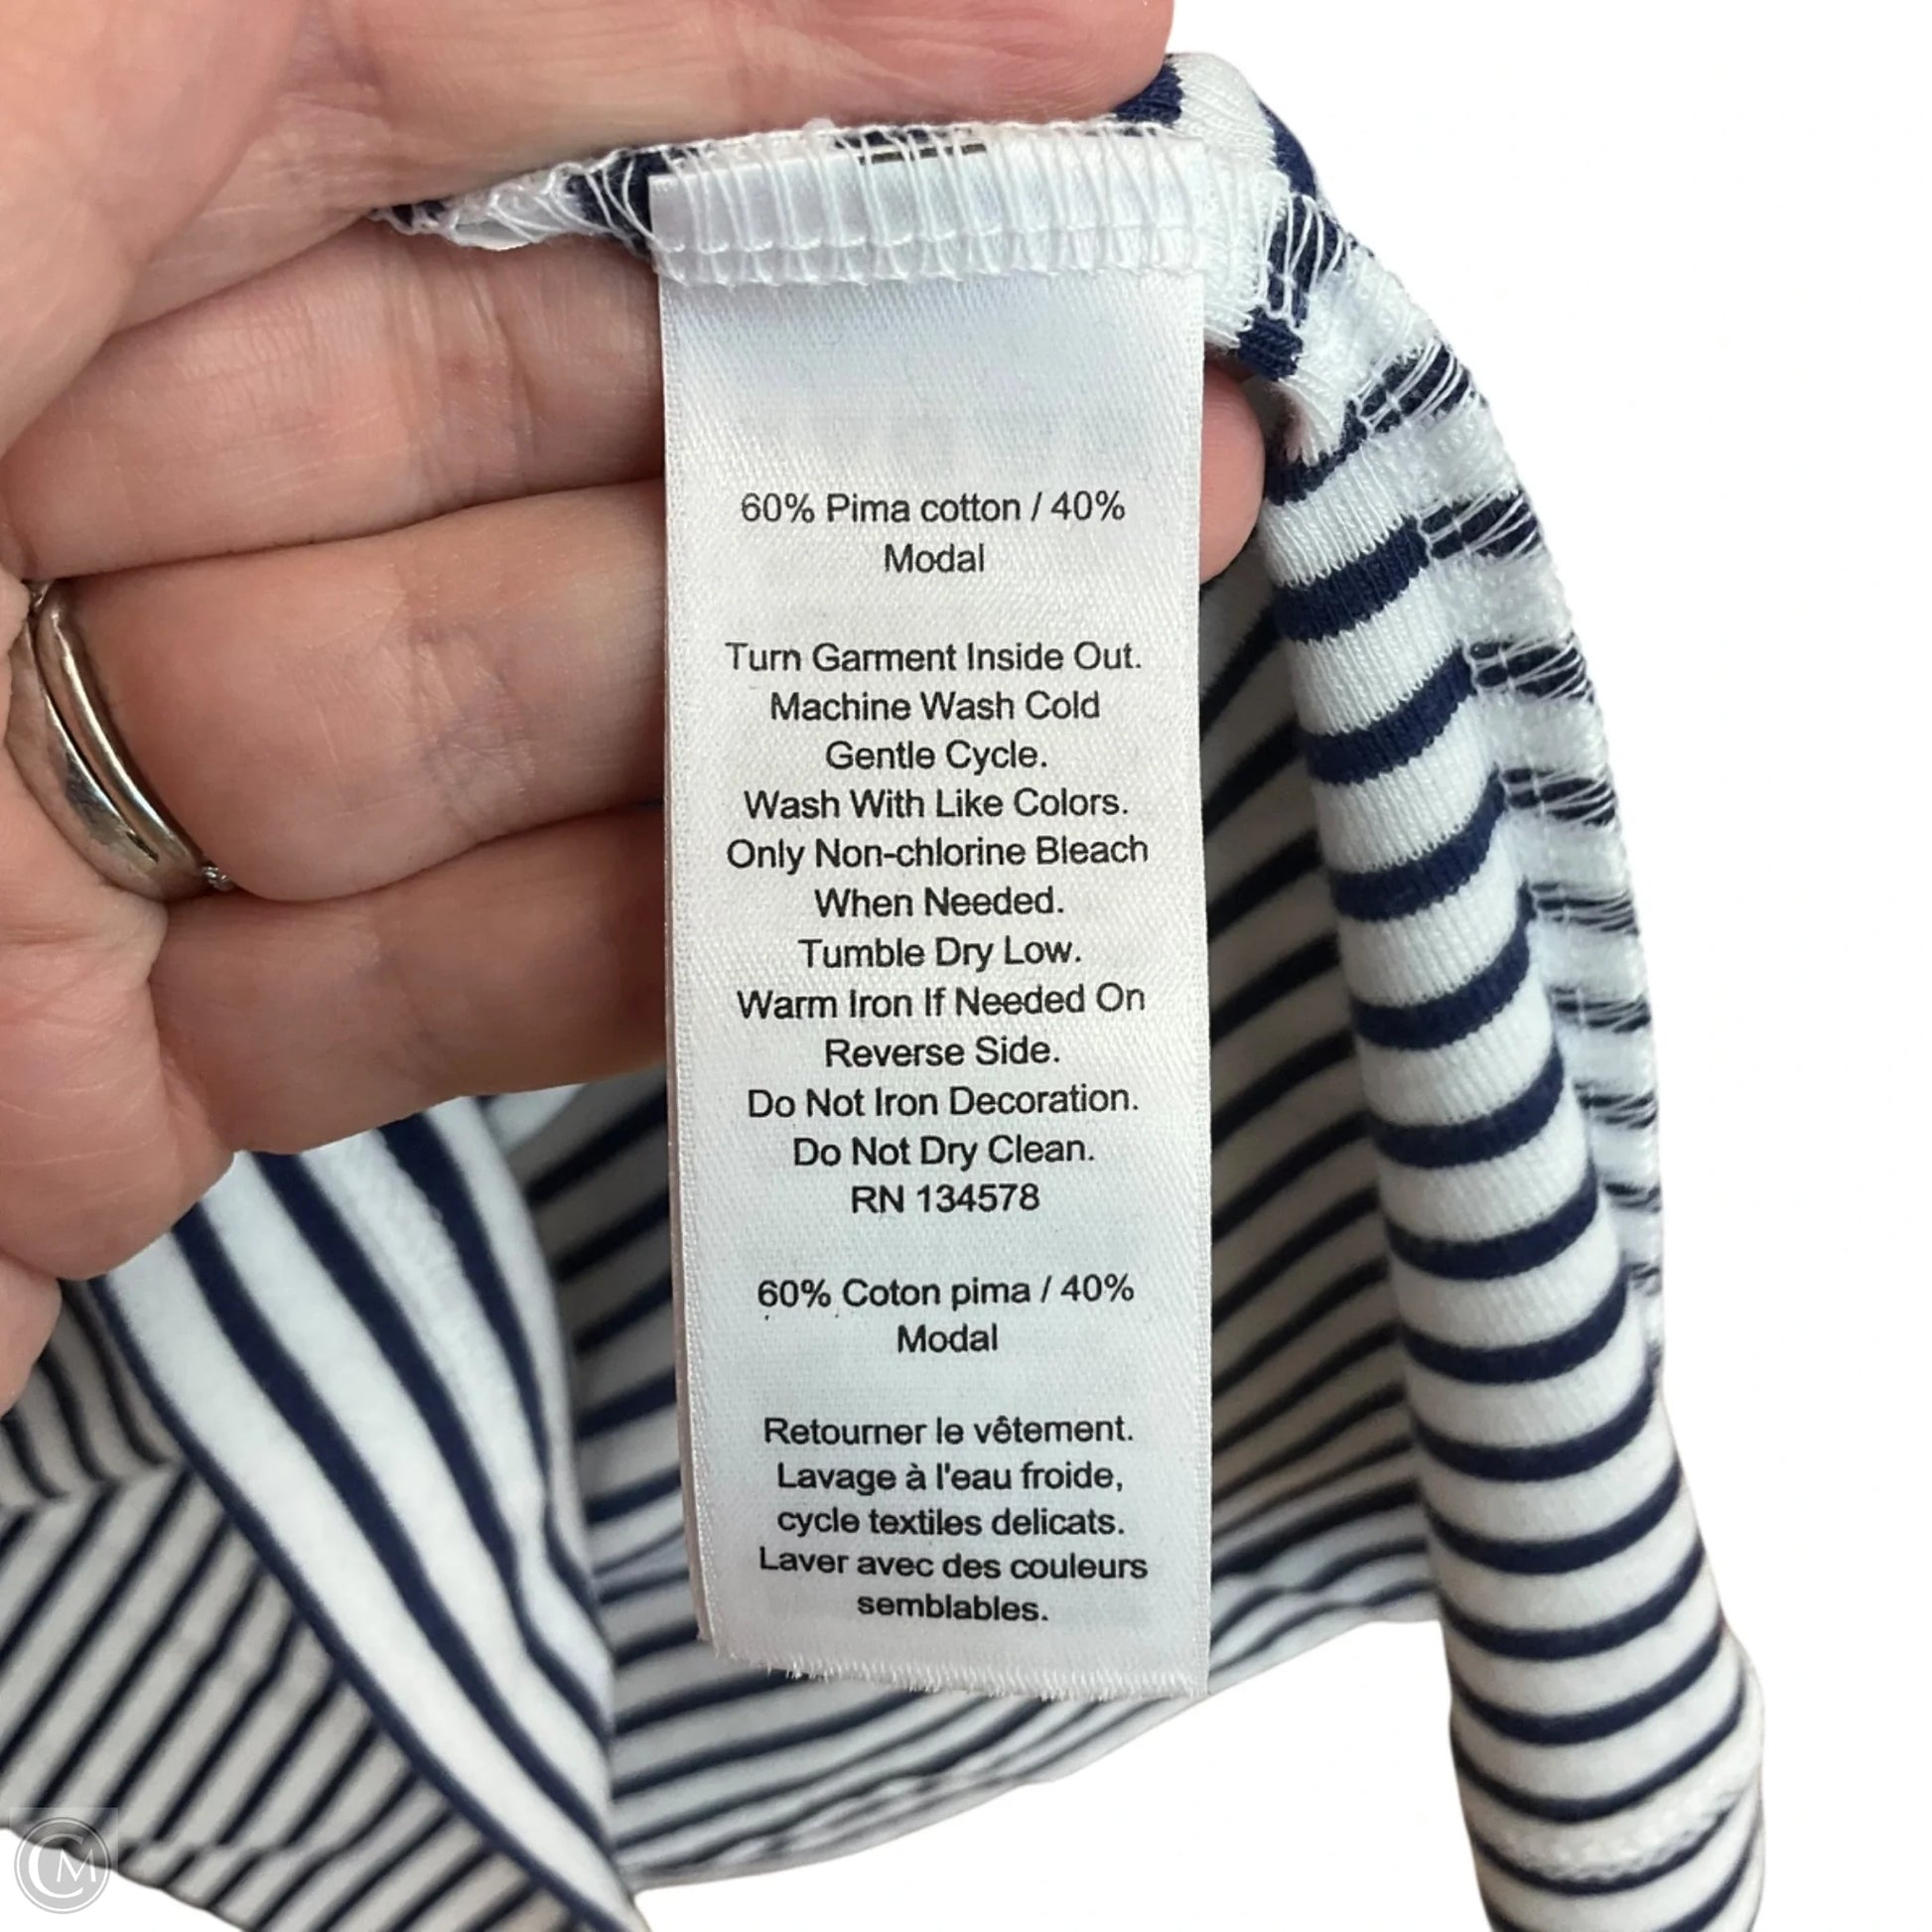 60% Pima cotton / 40%
Modal
Turn Garment Inside Out.
Machine Wash Cold
Gentle Cycle.
Wash With Like Colors.
Only Non-chlorine Bleach
When Needed.
Tumble Dry Low.
Warm Iron If Needed On
Reverse Side.
Do Not Iron Decoration.
Do Not Dry Clean.
RN 134578
60% Coton pima / 40%
Modal
Retourner le vêtement.
Lavage à l'eau froide,
cycle textiles delicats.
Laver avec des couleurs
semblables.
CM